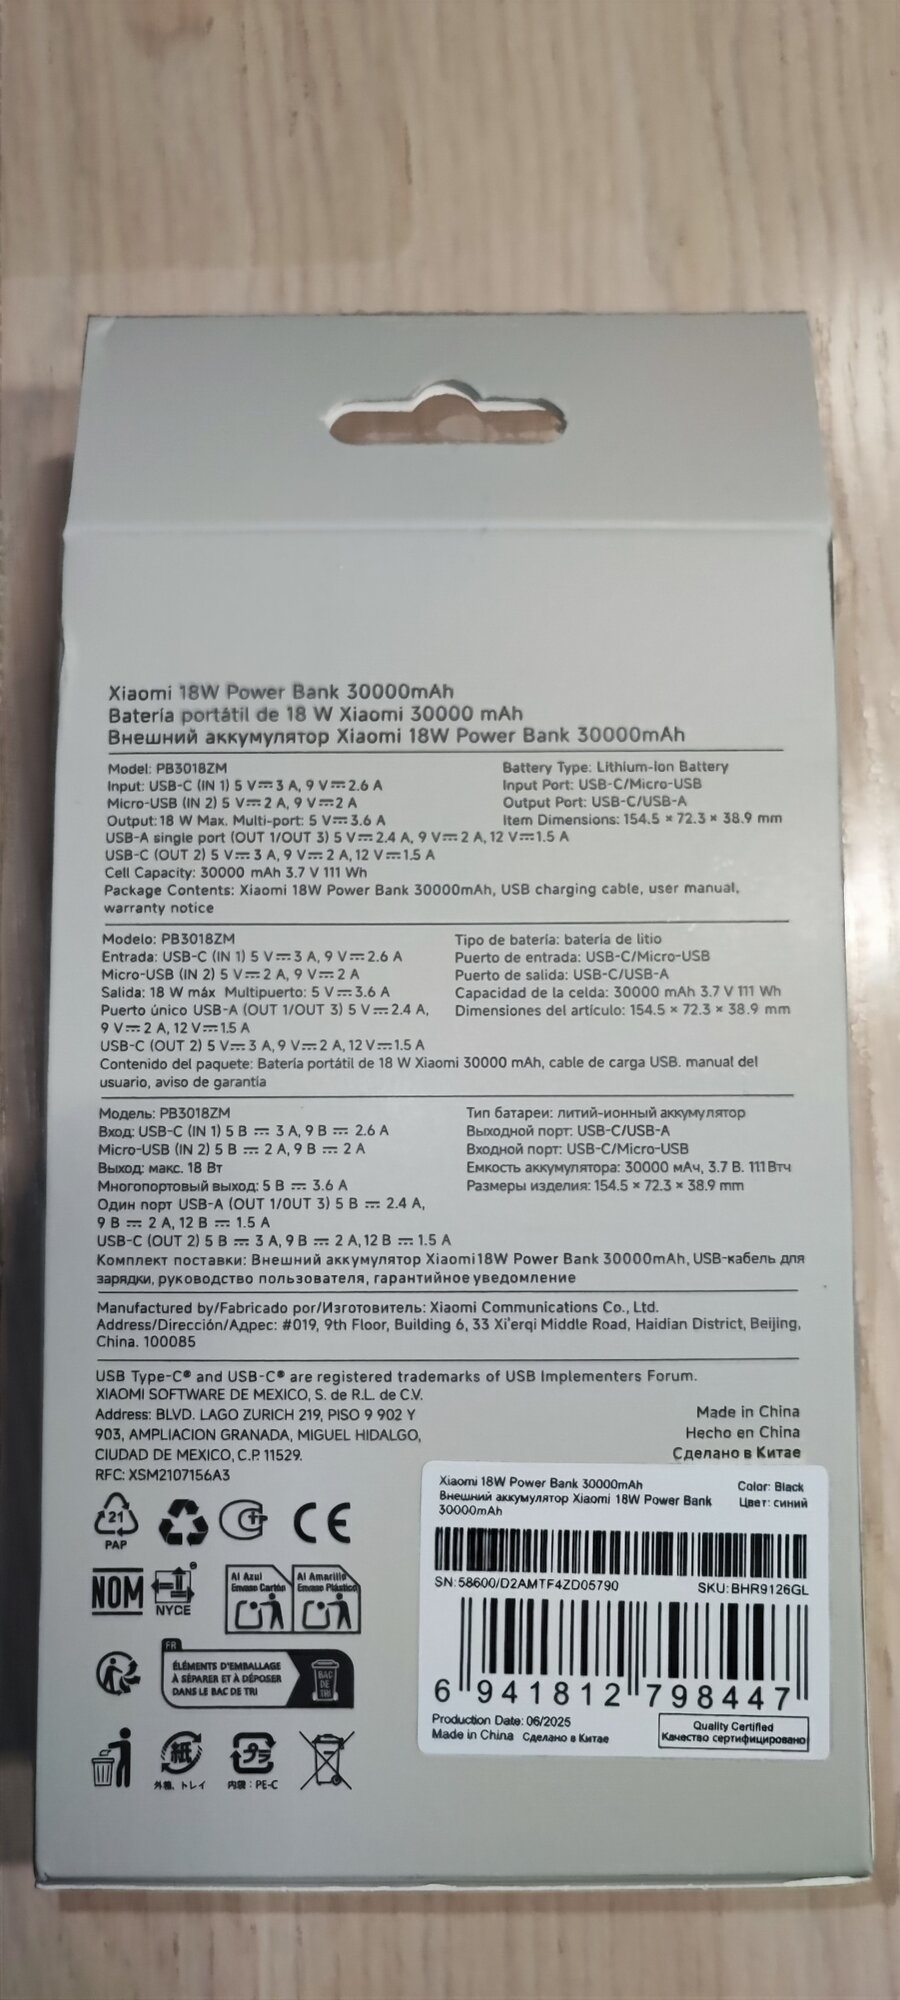 Xiaomi 18W Power Bank 30000mAh
Batería portátil de 18 W Xiaomi 30000 mAh
Внешний аккумулятор Xiaomi 18W Power Bank 30000mAh
Model: PB3018ZM
Input: USB-C (IN 1) 5 V⎓3 A, 9 V⎓2.6 A
Micro-USB (IN 2) 5 V⎓2 A, 9 V⎓2 A
Output: 18 W Max. Multi-port: 5 V⎓3.6 A
Battery Type: Lithium-Ion Battery
Input Port: USB-C/Micro-USB
Output Port: USB-C/USB-A
Item Dimensions: 154.5 × 72.3 × 38.9 mm
USB-A single port (OUT 1/OUT 3) 5 V⎓2.4 A, 9 V⎓2 A, 12 V⎓1.5 A
USB-C (OUT 2) 5 V⎓3 A, 9 V⎓2 A, 12 V⎓1.5 A
Cell Capacity: 30000 mAh 3.7 V 111 Wh
Package Contents: Xiaomi 18W Power Bank 30000mAh, USB charging cable, user manual,
warranty notice
Modelo: PB3018ZM
Entrada: USB-C (IN 1) 5 V⎓3 A, 9 V⎓2.6 A
Micro-USB (IN 2) 5 V⎓2 A, 9 V⎓2 A
Salida: 18 W máx Multipuerto: 5 V⎓3.6 A
Puerto único USB-A (OUT 1/OUT 3) 5 V⎓2.4 A,
9 V⎓2 A, 12 V⎓1.5 A
USB-C (OUT 2) 5 V⎓3 A, 9 V⎓2 A, 12 V⎓1.5 A
Tipo de batería: batería de litio
Puerto de entrada: USB-C/Micro-USB
Puerto de salida: USB-C/USB-A
Capacidad de la celda: 30000 mAh 3.7 V 111 Wh
Dimensiones del artículo: 154.5 × 72.3 × 38.9 mm
Contenido del paquete: Batería portátil de 18 W Xiaomi 30000 mAh, cable de carga USB. manual del
usuario, aviso de garantía
Модель: PB3018ZM
Вход: USB-C (IN 1) 5 В ⎓ 3 A, 9 В ⎓ 2.6 A
Micro-USB (IN 2) 5 В ⎓ 2 A, 9 В ⎓ 2 A
Выход: макс. 18 Вт
Многопортовый выход: 5 В ⎓ 3.6 A
Один порт USB-A (OUT 1/OUT 3) 5 В ⎓ 2.4 A,
9 В ⎓ 2 A, 12 В ⎓ 1.5 A
USB-C (OUT 2) 5 В ⎓ 3 A, 9 В ⎓ 2 A, 12 В ⎓ 1.5 A
Тип батареи: литий-ионный аккумулятор
Выходной порт: USB-C/USB-A
Входной порт: USB-C/Micro-USB
Емкость аккумулятора: 30000 мАч, 3.7 В. 111 Втч
Размеры изделия: 154.5 × 72.3 × 38.9 mm
Комплект поставки: Внешний аккумулятор Xiaomi18W Power Bank 30000mAh, USB-кабель для
зарядки, руководство пользователя, гарантийное уведомление
Manufactured by/Fabricado por/Изготовитель: Xiaomi Communications Co., Ltd.
Address/Dirección/Адрес: #019, 9th Floor, Building 6, 33 Xi'erqi Middle Road, Haidian District, Beijing,
China. 100085
USB Type-C® and USB-C® are registered trademarks of USB Implementers Forum.
XIAOMI SOFTWARE DE MEXICO, S. de R.L. de C.V.
Address: BLVD. LAGO ZURICH 219, PISO 9 902 Y
903, AMPLIACION GRANADA, MIGUEL HIDALGO,
CIUDAD DE MEXICO, C.P. 11529.
RFC: XSM2107156A3
Made in China
Hecho en China
Сделано в Китае
21
PAP
CE
NOM
NYCE
Al Azul
Envase Cartón
Al Amarillo
Envase Plástico
FR
ÉLÉMENTS D'EMBALLAGE
À SÉPARER ET À DÉPOSER
DANS LE BAC DE TRI
BAC
DE
TRI
紙
外箱、トレイ
プラ
内袋：PE-C
Xiaomi 18W Power Bank 30000mAh
Внешний аккумулятор Xiaomi 18W Power Bank
30000mAh
Color: Black
Цвет: синий
SN:58600/D2AMTF4ZD05790
SKU: BHR9126GL
6 941812 798447
Production Date: 06/2025
Made in China Сделано в Китае
Quality Certified
Качество сертифицировано